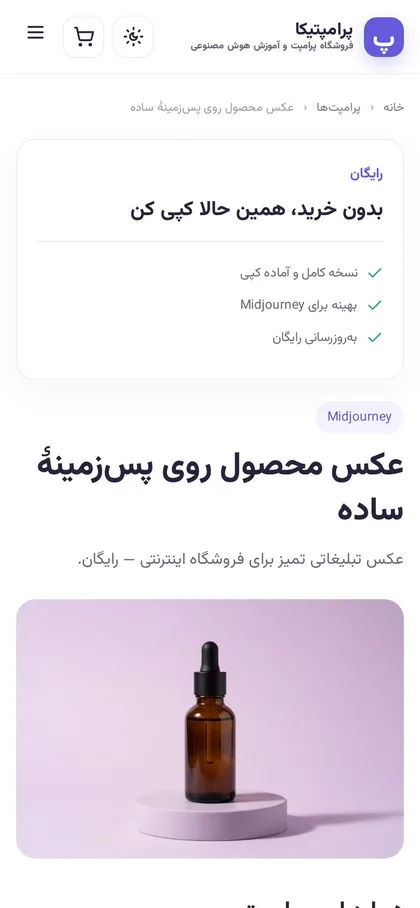 پ
پرامپتیکا
فروشگاه پرامپت و آموزش هوش مصنوعی
خانه ‹ پرامپت‌ها ‹ عکس محصول روی پس‌زمینهٔ ساده
رایگان
بدون خرید، همین حالا کپی کن
نسخه کامل و آماده کپی
بهینه برای Midjourney
به‌روزرسانی رایگان
Midjourney
عکس محصول روی پس‌زمینهٔ
ساده
عکس تبلیغاتی تمیز برای فروشگاه اینترنتی — رایگان.